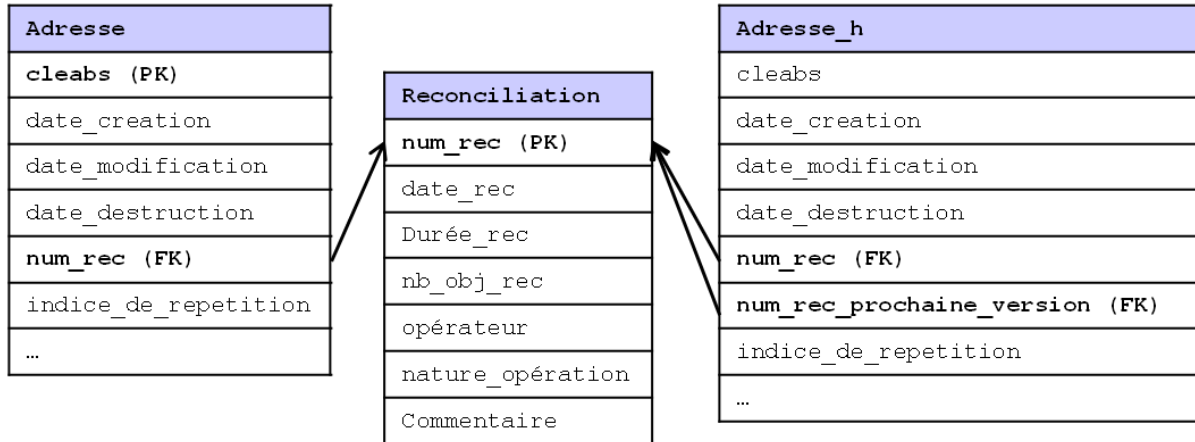 Adresse
cleabs (PK)
date_creation
date_modification
date_destruction
num_rec (FK)
indice_de_repetition
…
Reconciliation
num_rec (PK)
date_rec
Durée_rec
nb_obj_rec
opérateur
nature_opération
Commentaire
Adresse_h
cleabs
date_creation
date_modification
date_destruction
num_rec (FK)
num_rec_prochaine_version (FK)
indice_de_repetition
…